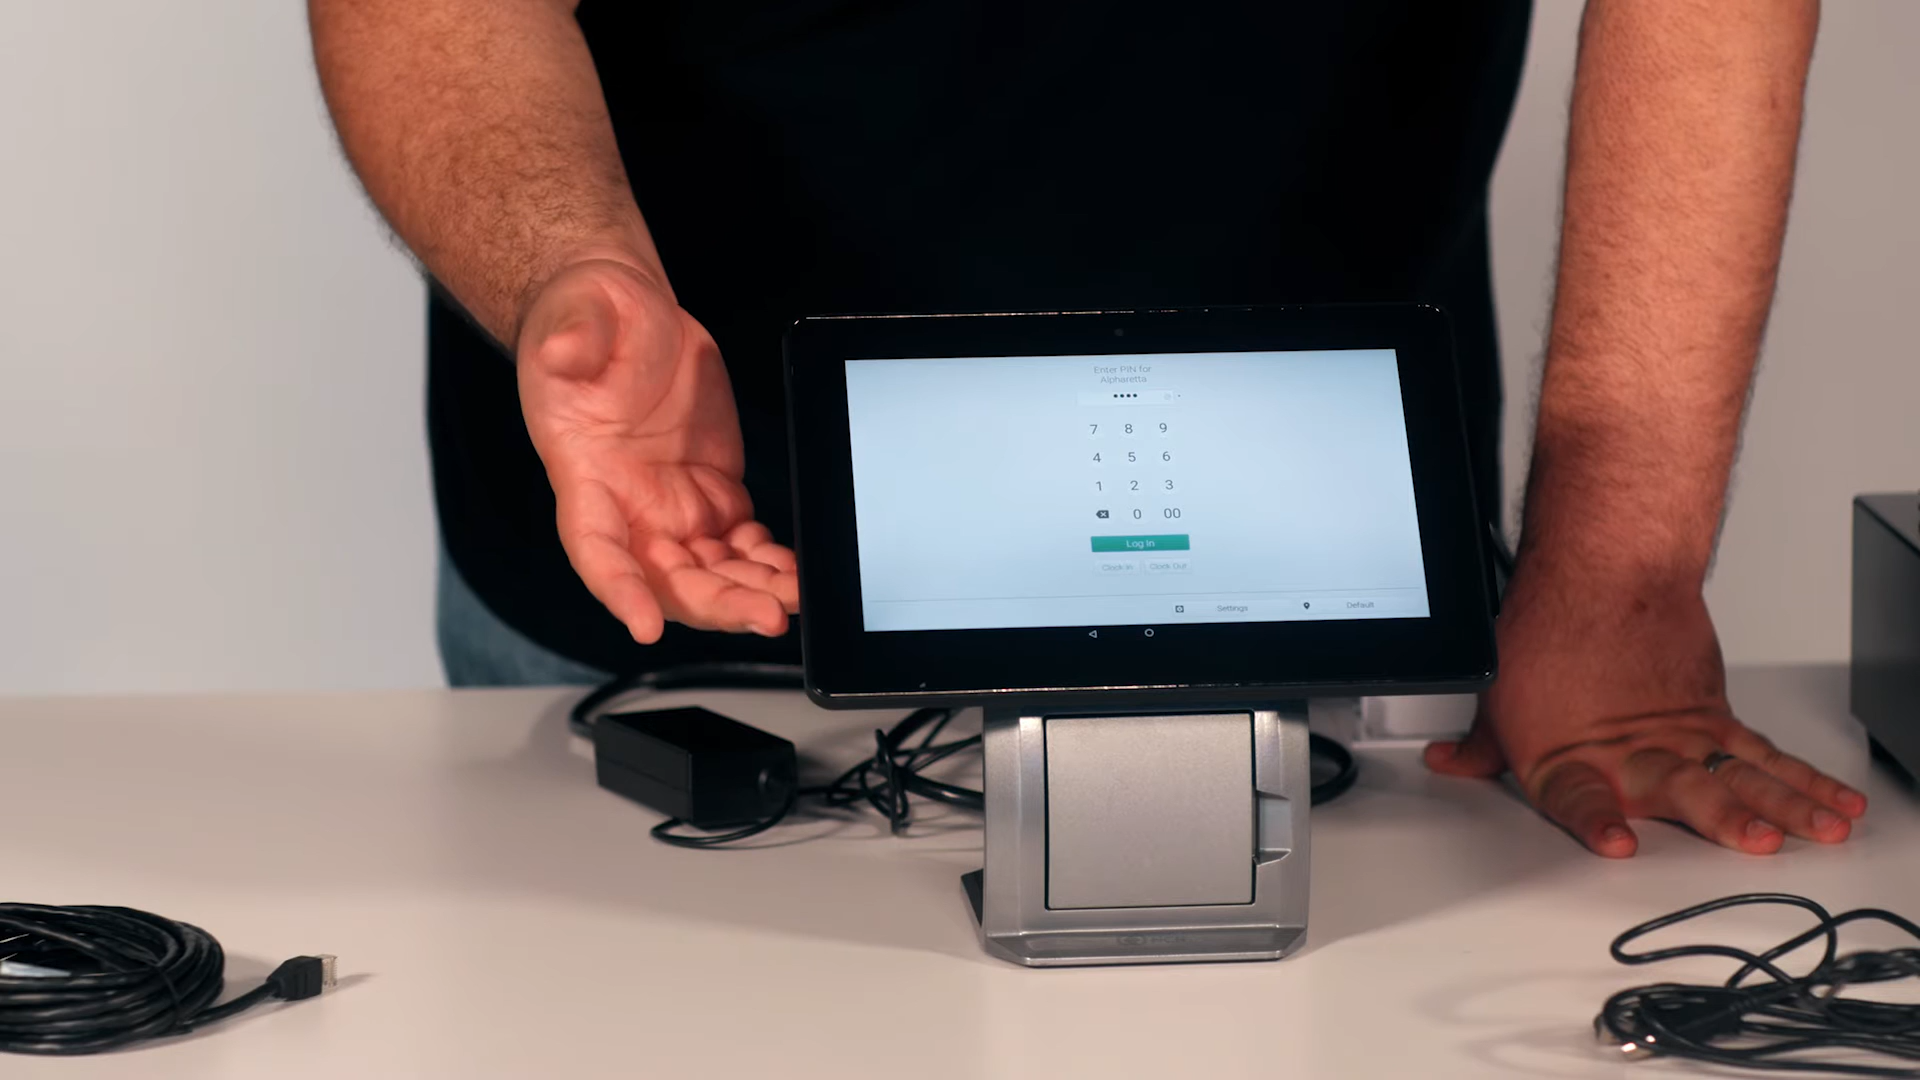 Enter PIN for
Alpharetta
••••
7 8 9
4 5 6
1 2 3
0 00
Log In
Clock In Clock Out
Settings Default